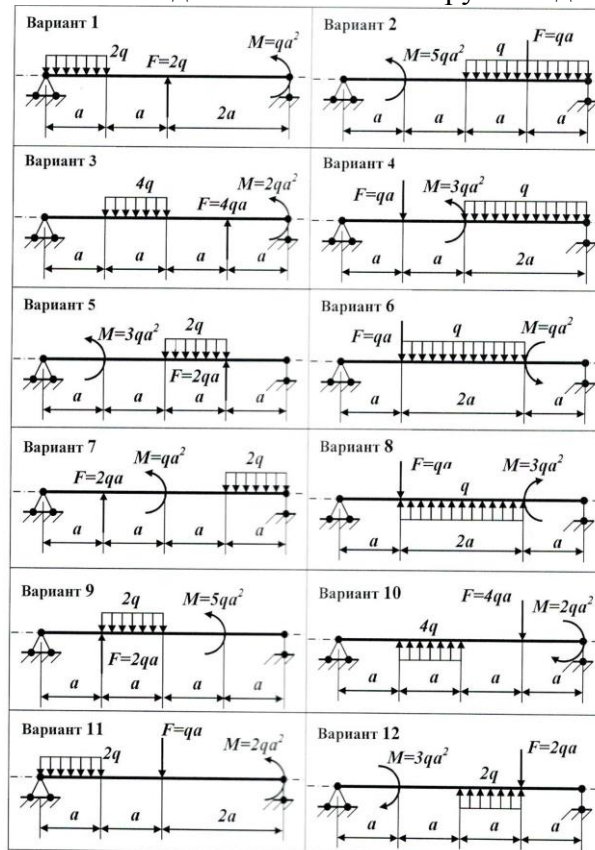 Вариант 1
2q
F=2q
M=qa²
a
a
2a
Вариант 2
M=5qa²
q
F=qa
a
a
a
a
Вариант 3
4q
F=4qa
M=2qa²
a
a
a
a
Вариант 4
F=qa
M=3qa²
q
a
a
2a
Вариант 5
M=3qa²
2q
F=2qa
a
a
a
a
Вариант 6
F=qa
q
M=qa²
a
2a
a
Вариант 7
F=2qa
M=qa²
2q
a
a
a
a
Вариант 8
F=qa
q
M=3qa²
a
2a
a
Вариант 9
2q
M=5qa²
F=2qa
a
a
a
a
Вариант 10
4q
F=4qa
M=2qa²
a
a
a
a
Вариант 11
2q
F=qa
M=2qa²
a
a
2a
Вариант 12
M=3qa²
2q
F=2qa
a
a
a
a